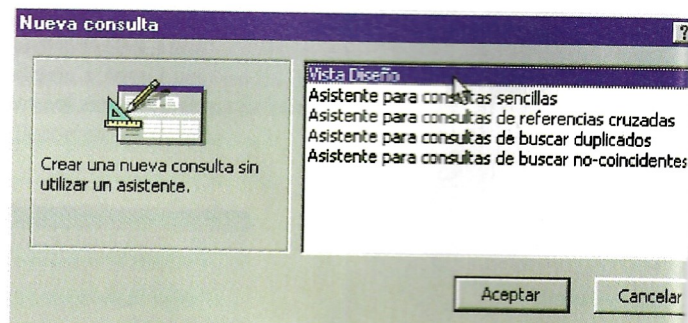 Nueva consulta
?
Vista Diseño
Asistente para consultas sencillas
Asistente para consultas de referencias cruzadas
Asistente para consultas de buscar duplicados
Asistente para consultas de buscar no-coincidentes
Crear una nueva consulta sin
utilizar un asistente.
Aceptar
Cancelar